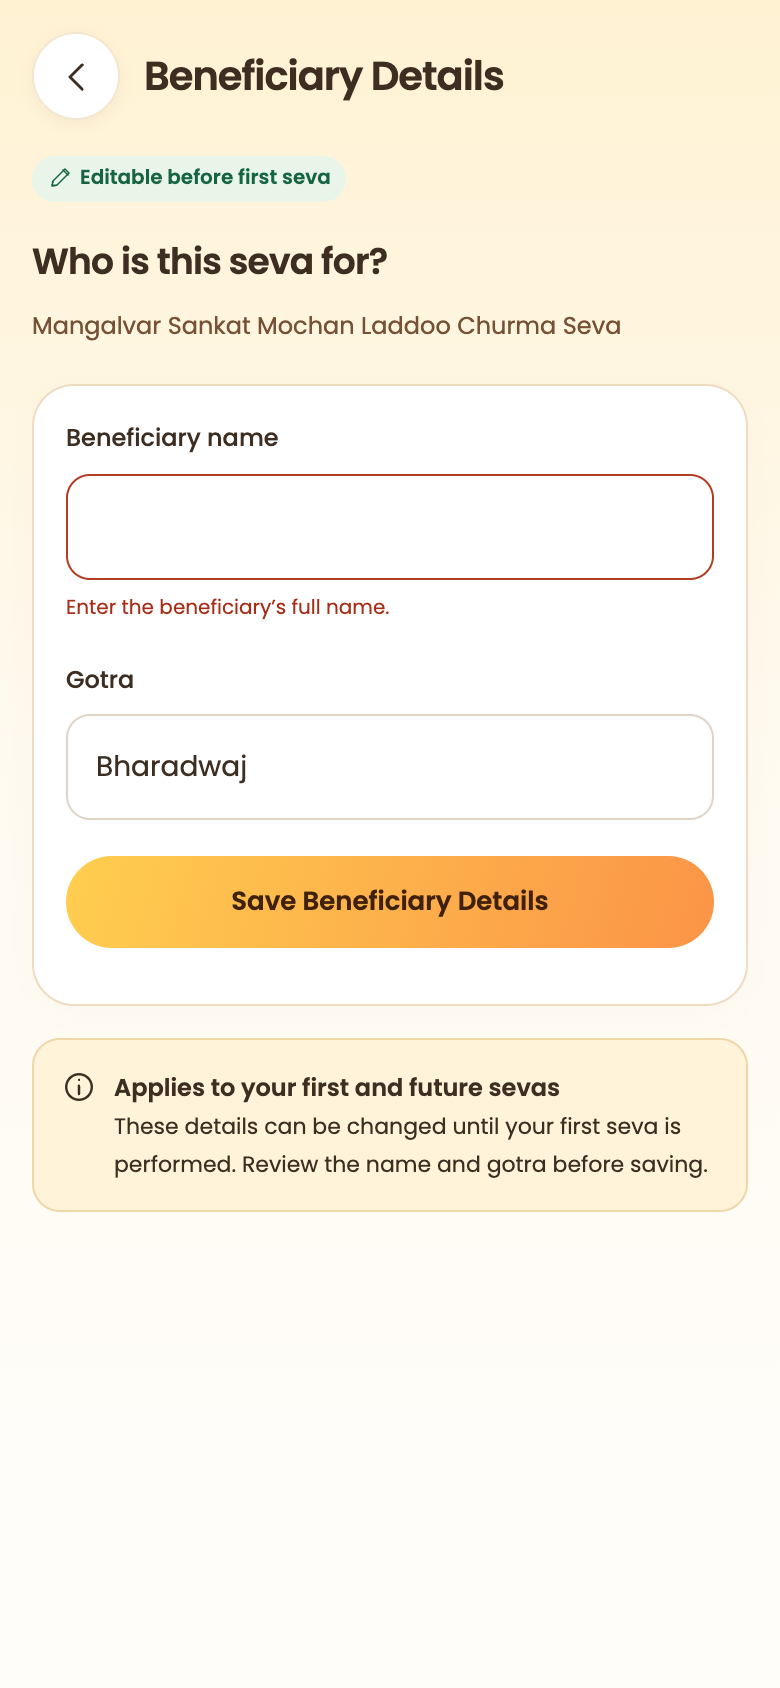 Beneficiary Details
Editable before first seva
Who is this seva for?
Mangalvar Sankat Mochan Laddoo Churma Seva
Beneficiary name
Enter the beneficiary’s full name.
Gotra
Bharadwaj
Save Beneficiary Details
Applies to your first and future sevas
These details can be changed until your first seva is
performed. Review the name and gotra before saving.